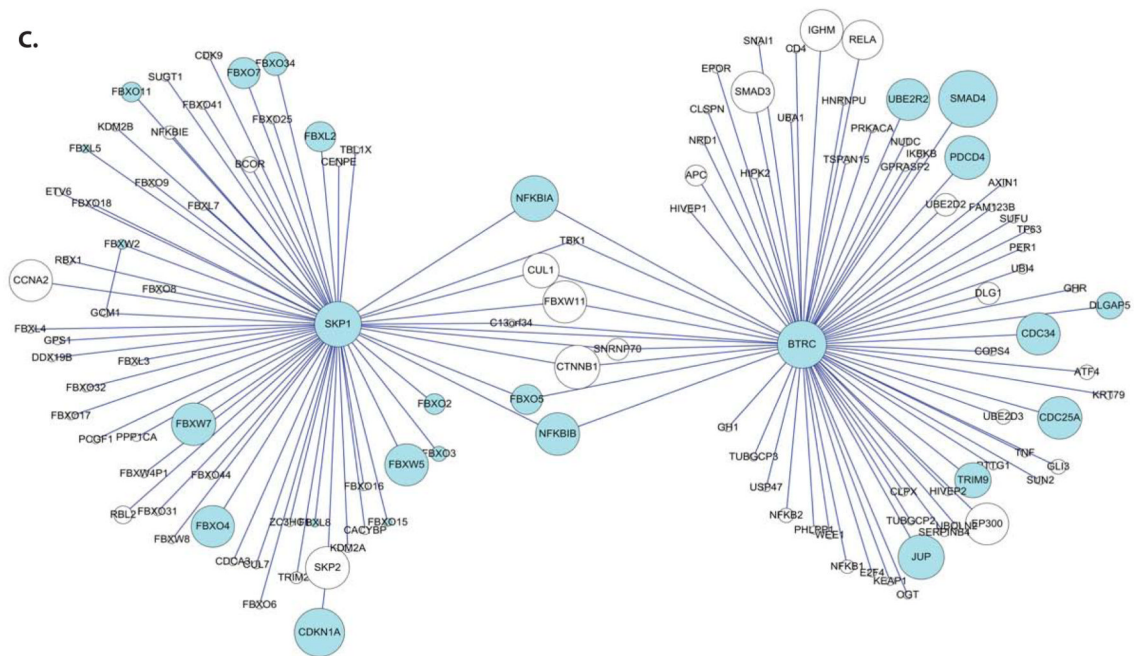 C.
IGHM
RELA
SNAI1
CD4
CDK9
FBXO34
FBXO7
SUGT1
EPOR
FBXO11
SMAD3
UBE2R2
SMAD4
FBXO41
CLSPN
HNRNPU
UBA1
FBXO25
KDM2B
NFKBIE
FBXL2
PRKACA
NRD1
NUDC
FBXL5
TBL1X
IKBKB
PDCD4
BCOR
CENPE
TSPAN15
GPRASP2
APC
HIPK2
FBXO9
AXIN1
ETV6
NFKBIA
FBXO18
FBXL7
HIVEP1
UBE2D2
FAM123B
SUFU
TP63
FBXW2
TBK1
PER1
RBX1
CUL1
UBI4
CCNA2
FBXO8
FBXW11
DLG1
GHR
DLGAP5
GCM1
SKP1
C13orf34
FBXL4
CDC34
GPS1
BTRC
SNRNP70
COPS4
DDX19B
FBXL3
CTNNB1
ATF4
FBXO32
KRT79
FBXO2
FBXO5
FBXO17
UBE2D3
CDC25A
FBXW7
GH1
PCGF1
PPP1CA
NFKBIB
FBXO3
TNF
TUBGCP3
FBXW5
PTTG1
GLI3
FBXW4P1
FBXO44
SUN2
FBXO16
USP47
TRIM9
CLPX
HIVEP2
RBL2
FBXO31
NFKB2
FBXO4
FBXL8
FBXO15
TUBGCP2
NBOLN2
EP300
CACYBP
PHLPP1
WEE1
SERPINB4
FBXW8
KDM2A
CDCA3
CUL7
SKP2
JUP
NFKB1
E2F4
TRIM2
KEAP1
OGT
FBXO6
CDKN1A